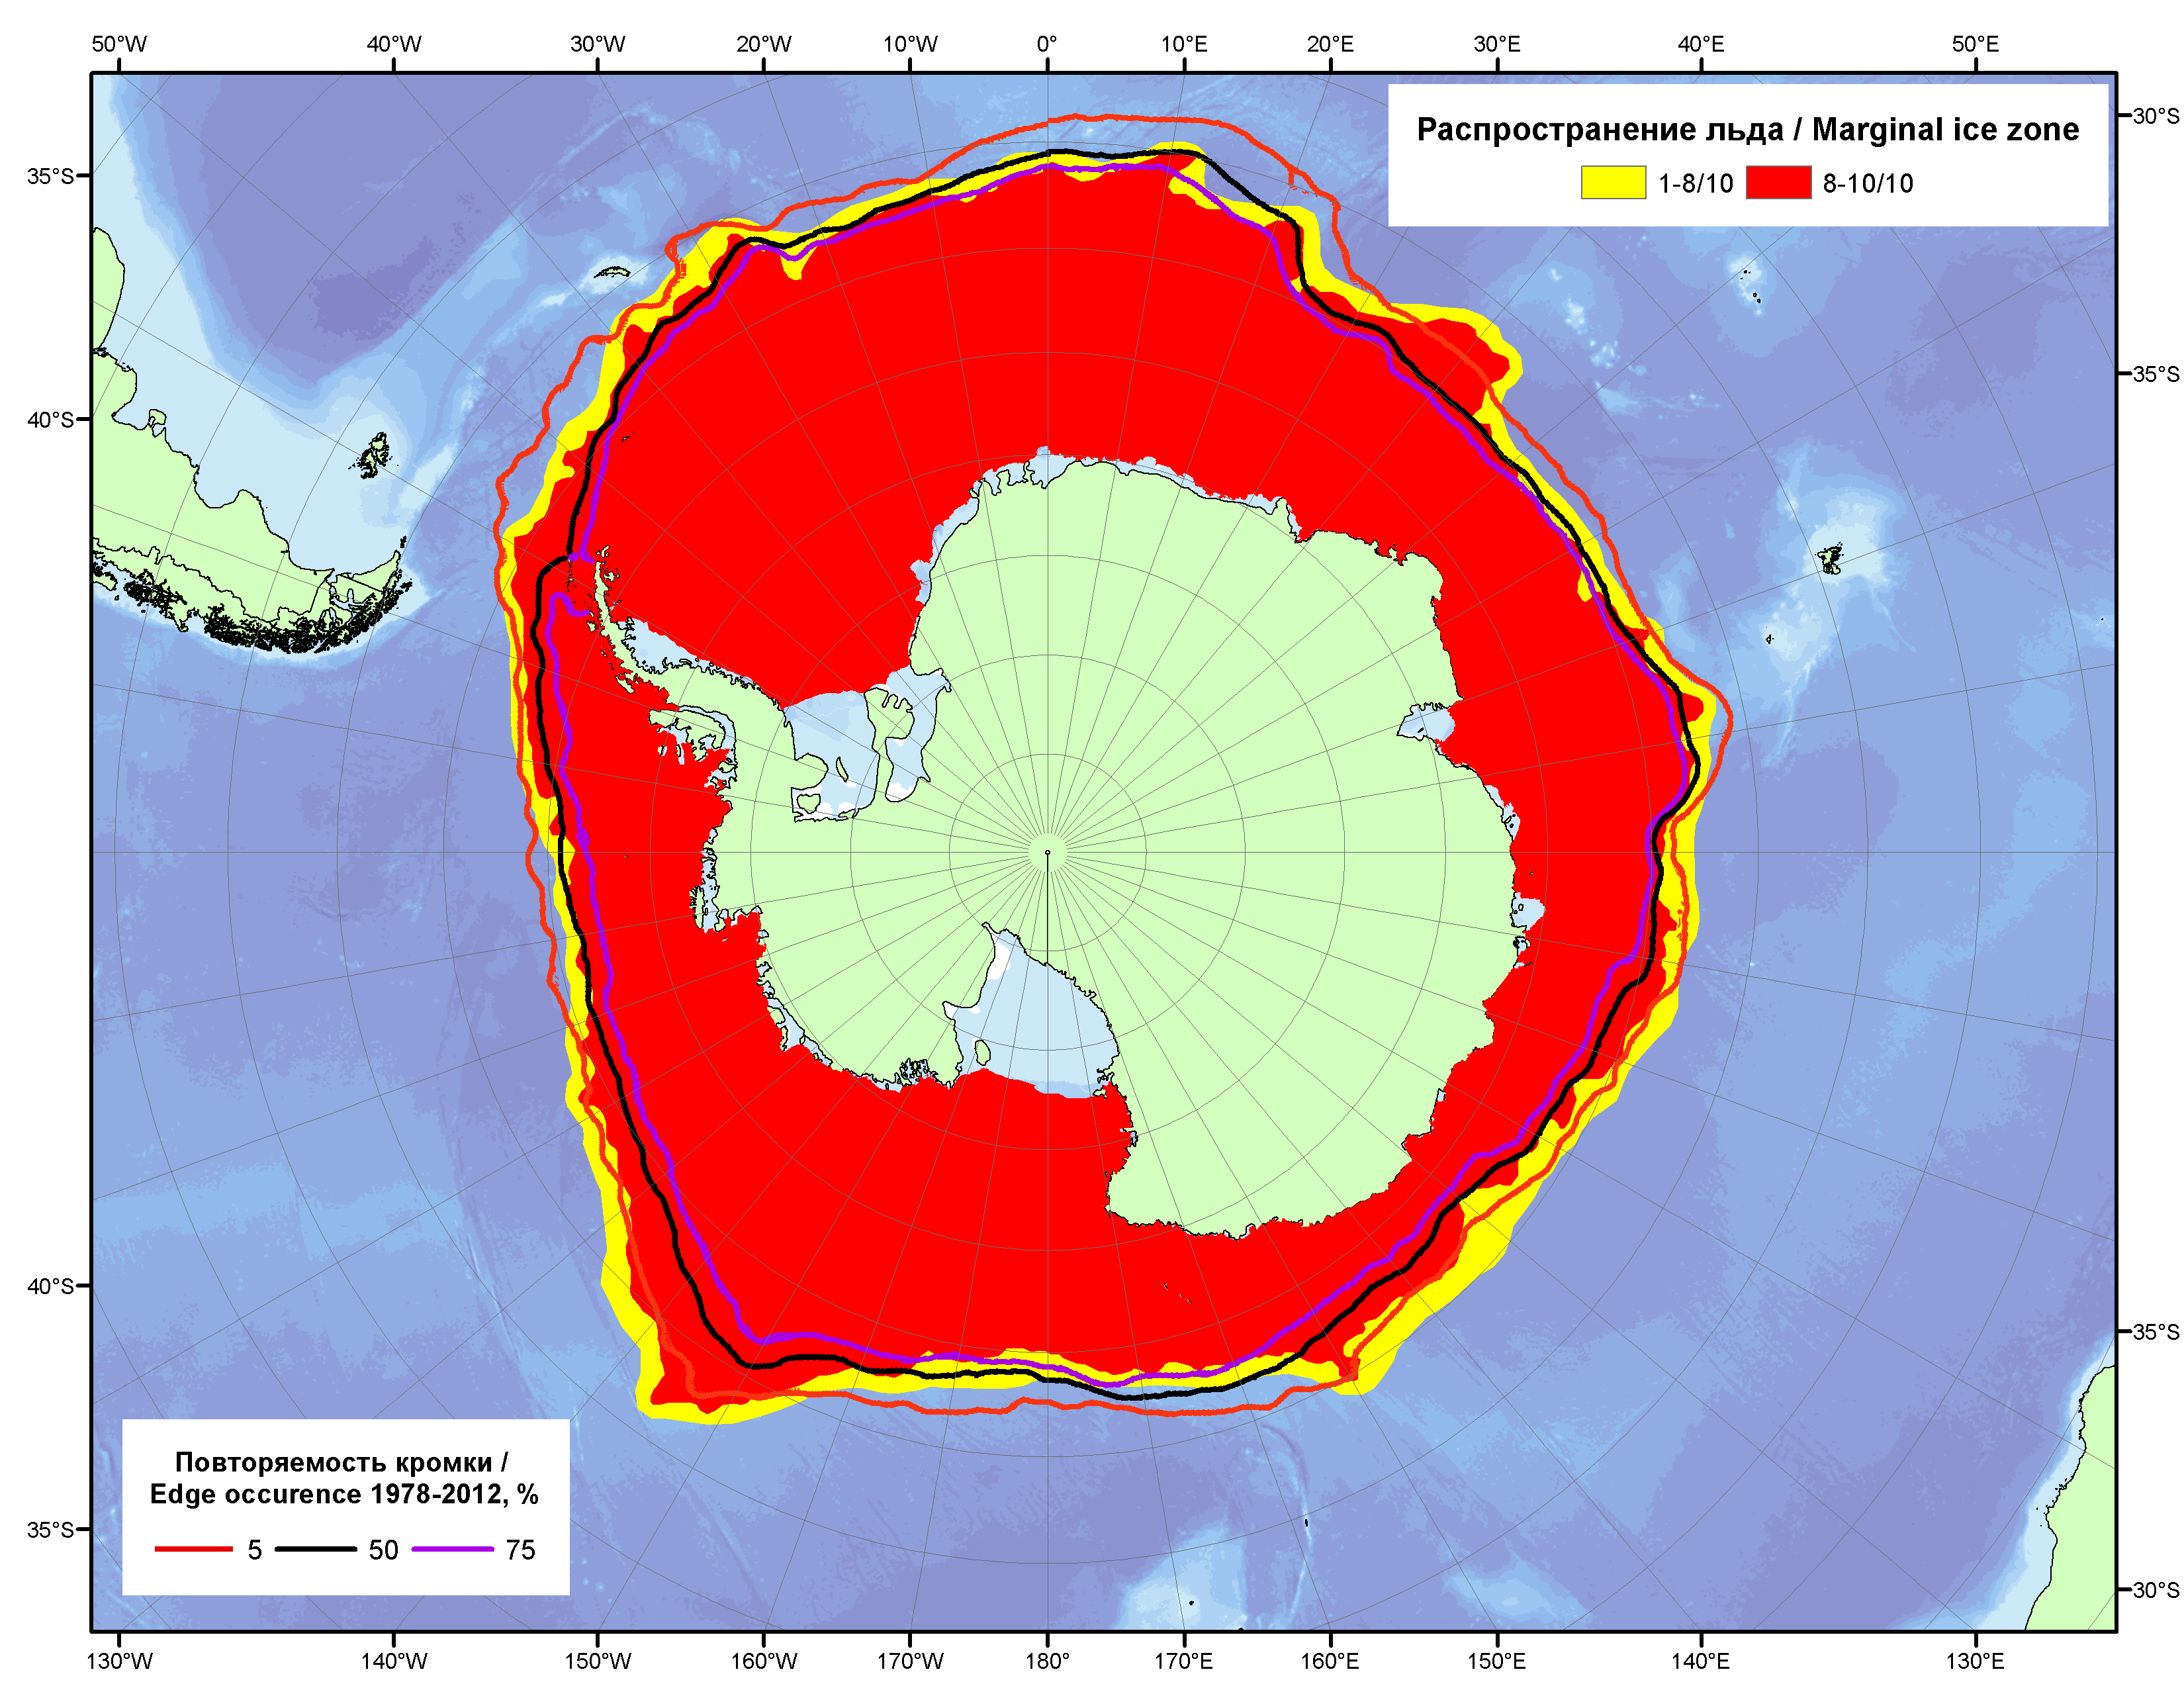 50°W 40°W 30°W 20°W 10°W 0° 10°E 20°E 30°E 40°E 50°E
30°S
Распространение льда / Marginal ice zone
1-8/10 8-10/10
35°S
35°S
40°S
40°S
35°S
Повторяемость кромки /
Edge occurence 1978-2012, %
35°S
5 50 75
30°S
130°W 140°W 150°W 160°W 170°W 180° 170°E 160°E 150°E 140°E 130°E